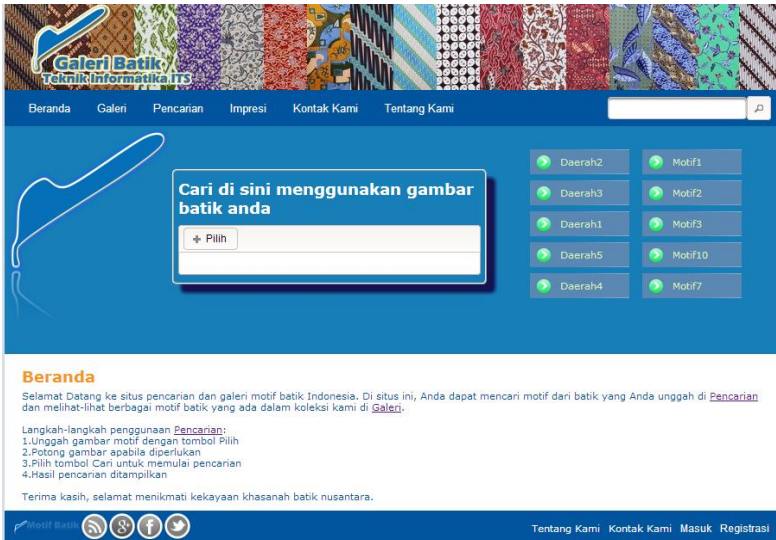 Galeri Batik
Teknik Informatika ITS
Beranda Galeri Pencarian Impresi Kontak Kami Tentang Kami
Cari di sini menggunakan gambar
batik anda
Pilih
Daerah2 Motif1
Daerah3 Motif2
Daerah1 Motif3
Daerah5 Motif10
Daerah4 Motif7
Beranda
Selamat Datang ke situs pencarian dan galeri motif batik Indonesia. Di situs ini, Anda dapat mencari motif dari batik yang Anda unggah di Pencarian
dan melihat-lihat berbagai motif batik yang ada dalam koleksi kami di Galeri.
Langkah-langkah penggunaan Pencarian:
1.Unggah gambar motif dengan tombol Pilih
2.Potong gambar apabila diperlukan
3.Pilih tombol Cari untuk memulai pencarian
4.Hasil pencarian ditampilkan
Terima kasih, selamat menikmati kekayaan khasanah batik nusantara.
Motif Batik Tentang Kami Kontak Kami Masuk Registrasi